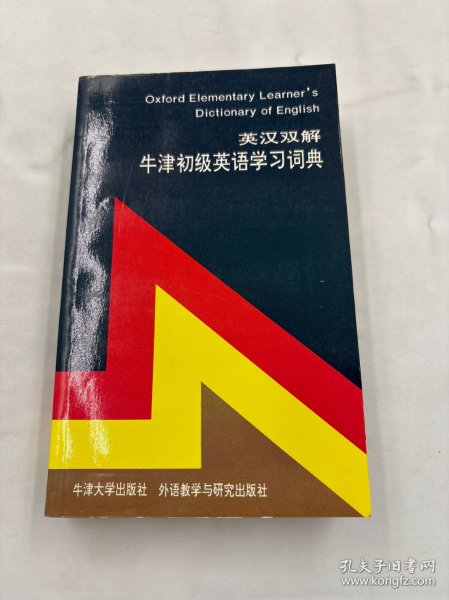 Oxford Elementary Learner's
Dictionary of English
英汉双解
牛津初级英语学习词典
牛津大学出版社 外语教学与研究出版社
孔夫子旧书网
www.kongfz.com